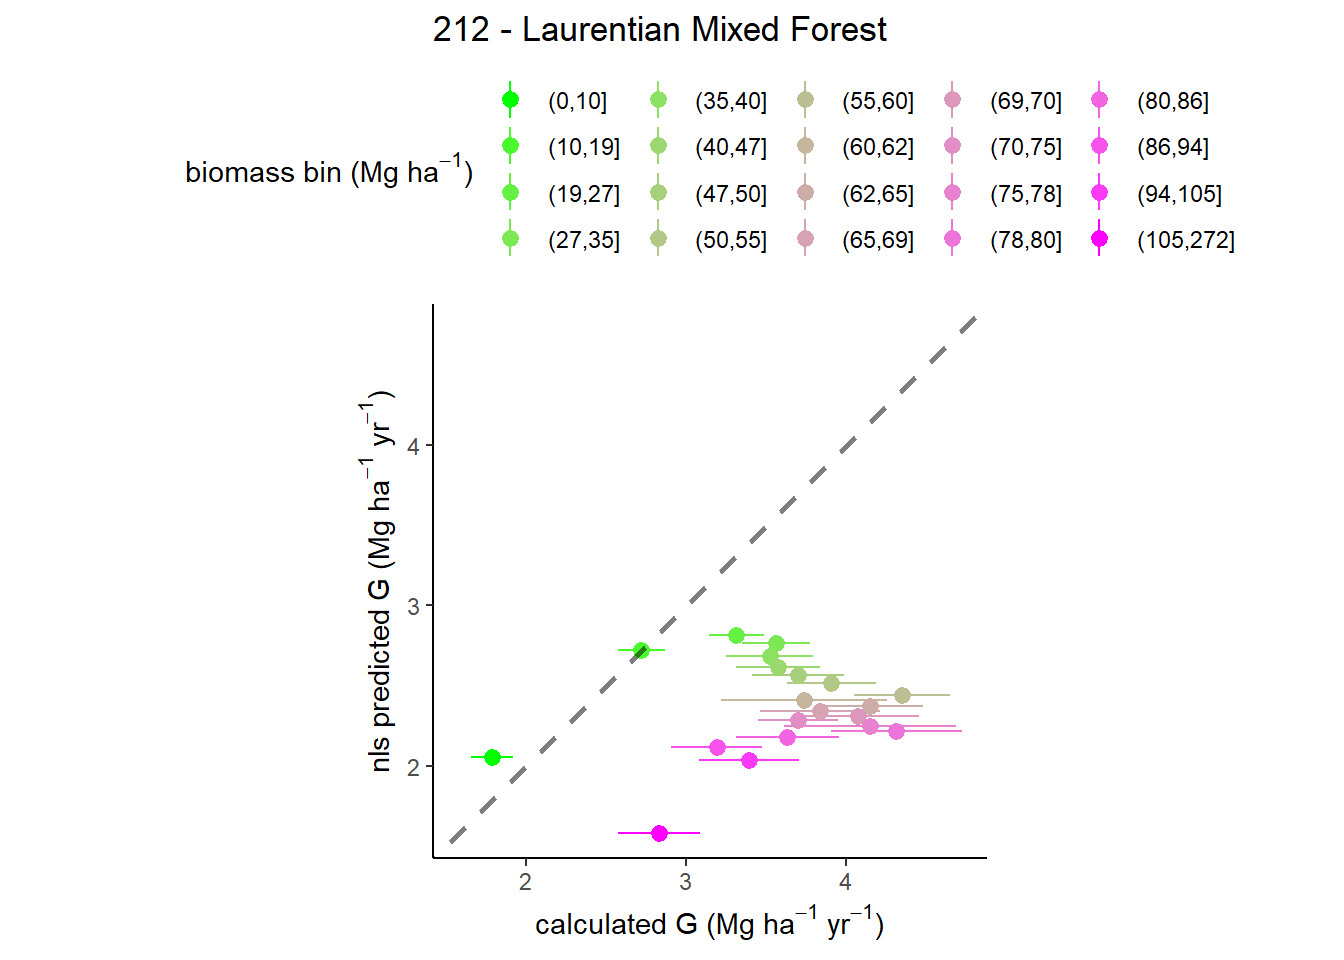 212 - Laurentian Mixed Forest
biomass bin (Mg ha⁻¹)
(0,10] (35,40] (55,60] (69,70] (80,86]
(10,19] (40,47] (60,62] (70,75] (86,94]
(19,27] (47,50] (62,65] (75,78] (94,105]
(27,35] (50,55] (65,69] (78,80] (105,272]
nls predicted G (Mg ha⁻¹ yr⁻¹)
4
3
2
2 3 4
calculated G (Mg ha⁻¹ yr⁻¹)